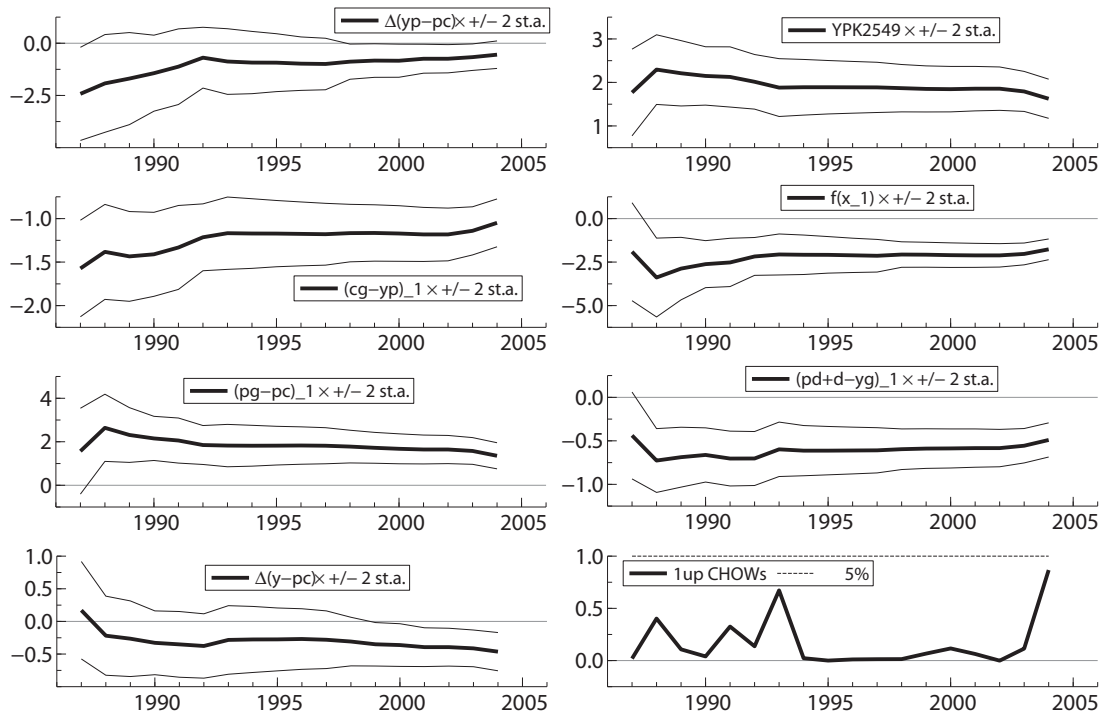 Δ(yp−pc)× +/− 2 st.a.
0.0
−2.5
1990 1995 2000 2005
YPK2549 × +/− 2 st.a.
3
2
1
1990 1995 2000 2005
−1.0
−1.5
−2.0
(cg−yp)_1 × +/− 2 st.a.
1990 1995 2000 2005
f(x_1) × +/− 2 st.a.
0.0
−2.5
−5.0
1990 1995 2000 2005
(pg−pc)_1 × +/− 2 st.a.
4
2
0
1990 1995 2000 2005
(pd+d−yg)_1 × +/− 2 st.a.
0.0
−0.5
−1.0
1990 1995 2000 2005
1.0
0.5
Δ(y−pc)× +/− 2 st.a.
0.0
−0.5
1990 1995 2000 2005
1.0
1up CHOWs 5%
0.5
0.0
1990 1995 2000 2005